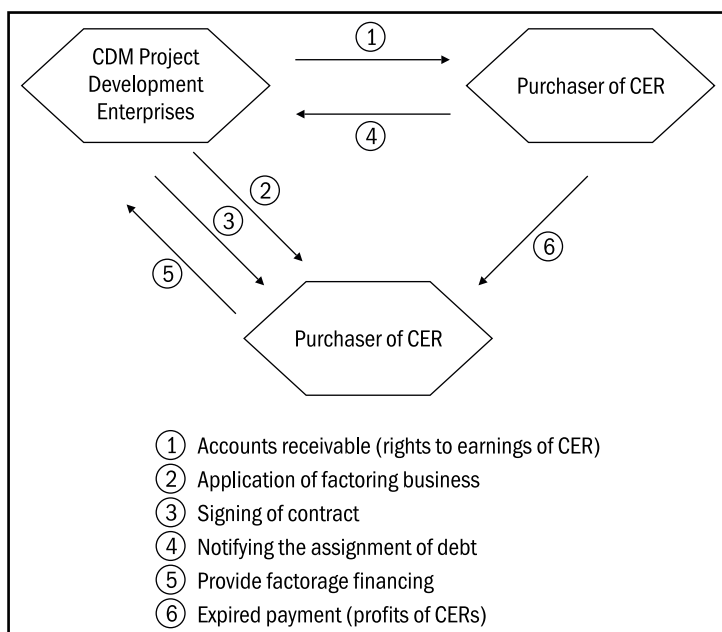 CDM Project
Development
Enterprises
①
Purchaser of CER
④
②
③
⑤
⑥
Purchaser of CER
① Accounts receivable (rights to earnings of CER)
② Application of factoring business
③ Signing of contract
④ Notifying the assignment of debt
⑤ Provide factorage financing
⑥ Expired payment (profits of CERs)